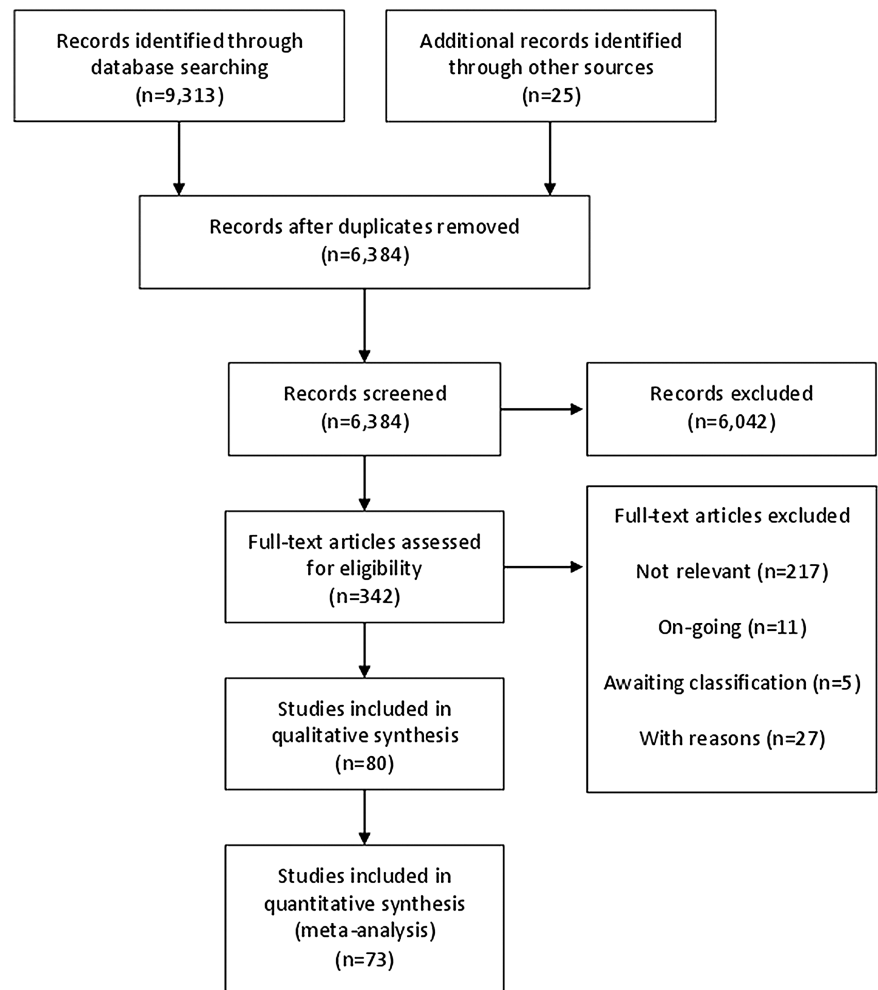 Records identified through
database searching
(n=9,313)
Additional records identified
through other sources
(n=25)
Records after duplicates removed
(n=6,384)
Records screened
(n=6,384)
Records excluded
(n=6,042)
Full-text articles assessed
for eligibility
(n=342)
Full-text articles excluded
Not relevant (n=217)
On-going (n=11)
Awaiting classification (n=5)
With reasons (n=27)
Studies included in
qualitative synthesis
(n=80)
Studies included in
quantitative synthesis
(meta-analysis)
(n=73)